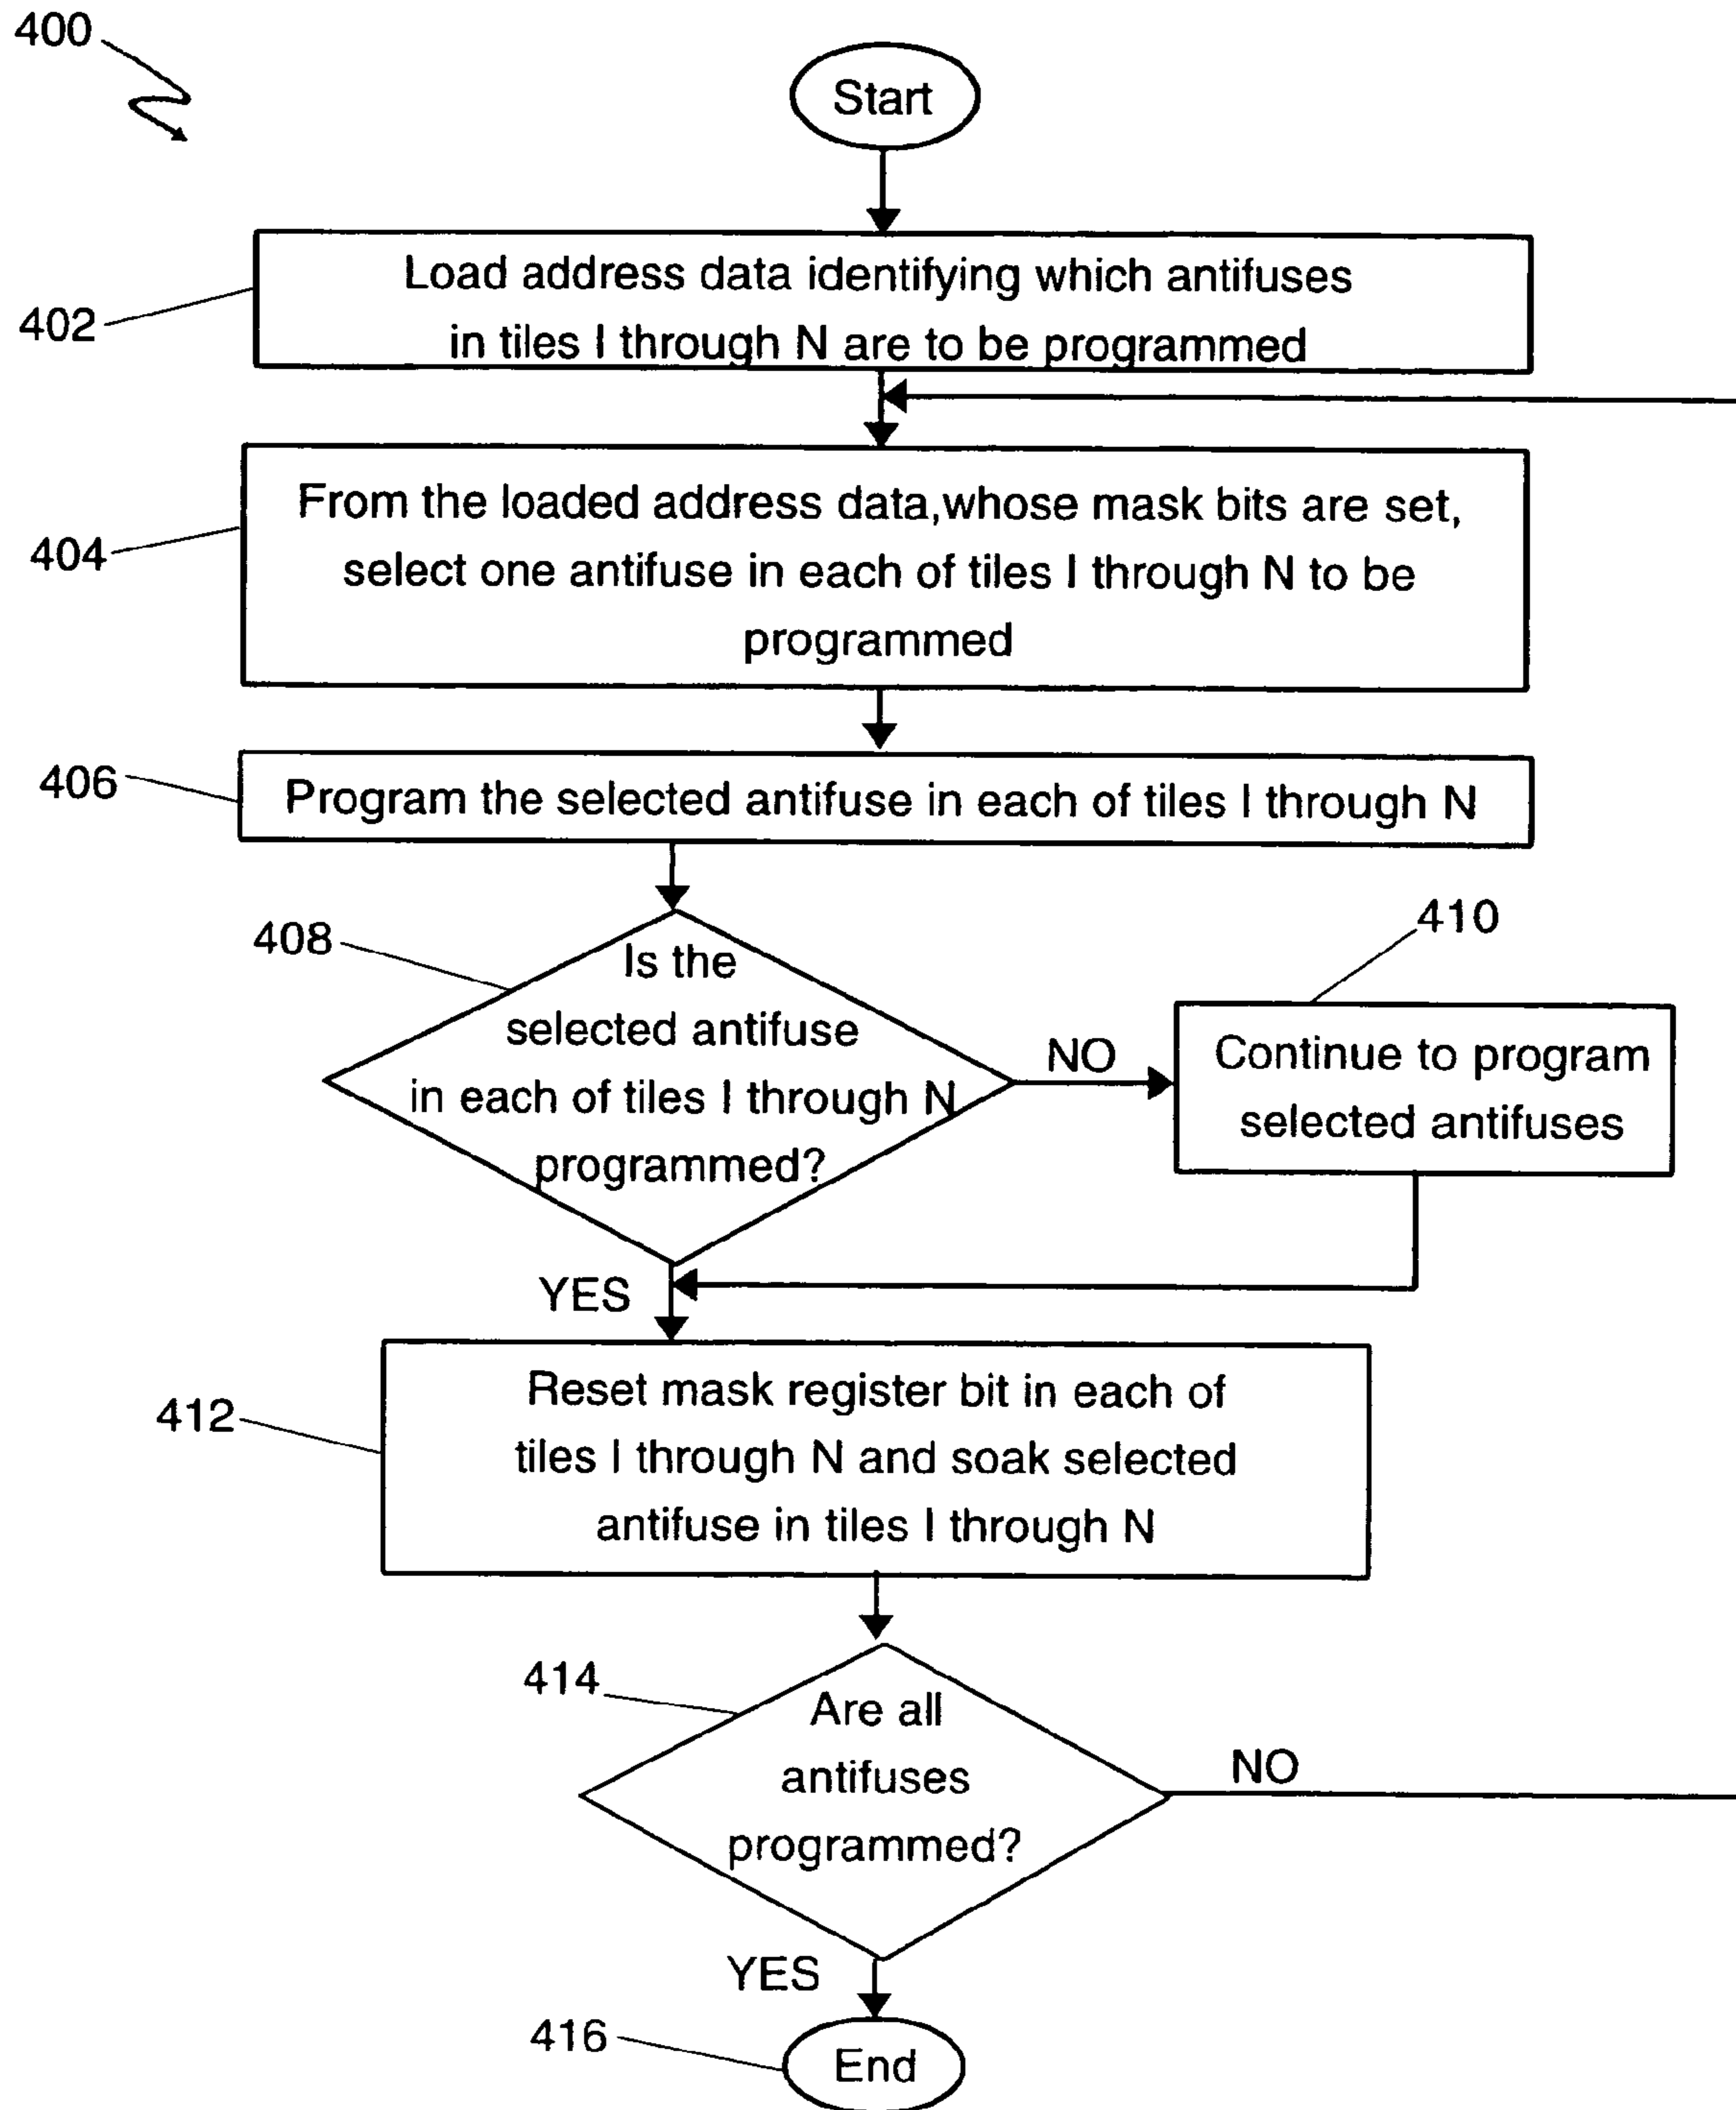 400
Start
402
Load address data identifying which antifuses
in tiles I through N are to be programmed
404
From the loaded address data,whose mask bits are set,
select one antifuse in each of tiles I through N to be
programmed
406
Program the selected antifuse in each of tiles I through N
408
Is the
selected antifuse
in each of tiles I through N
programmed?
NO
410
Continue to program
selected antifuses
YES
412
Reset mask register bit in each of
tiles I through N and soak selected
antifuse in tiles I through N
414
Are all
antifuses
programmed?
NO
YES
416
End